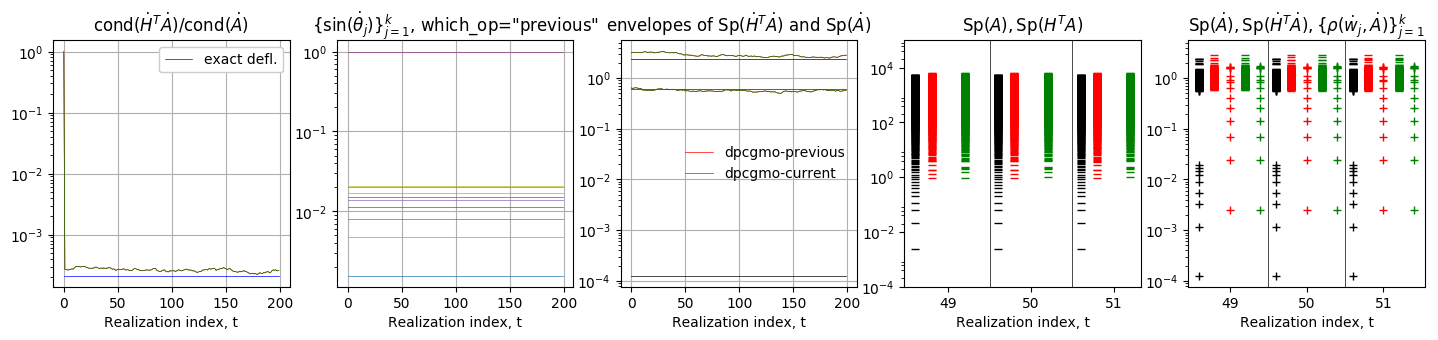 cond(Ḣᵀȧ)/cond(Ȧ)
{sin(θ̇ⱼ)}ᵏⱼ₌₁, which_op="previous"
envelopes of Sp(ḢᵀȦ) and Sp(Ȧ)
Sp(A), Sp(HᵀA)
Sp(Ȧ), Sp(ḢᵀȦ), {ρ(ẇⱼ, Ȧ)}ᵏⱼ₌₁
10⁰
10⁻¹
10⁻²
10⁻³
exact defl.
0 50 100 150 200
Realization index, t
10⁰
10⁻¹
10⁻²
0 50 100 150 200
Realization index, t
10⁰
10⁻¹
10⁻²
10⁻³
10⁻⁴
dpcgmo-previous
dpcgmo-current
0 50 100 150 200
Realization index, t
10⁴
10²
10⁰
10⁻²
10⁻⁴
49 50 51
Realization index, t
10⁰
10⁻¹
10⁻²
10⁻³
10⁻⁴
49 50 51
Realization index, t